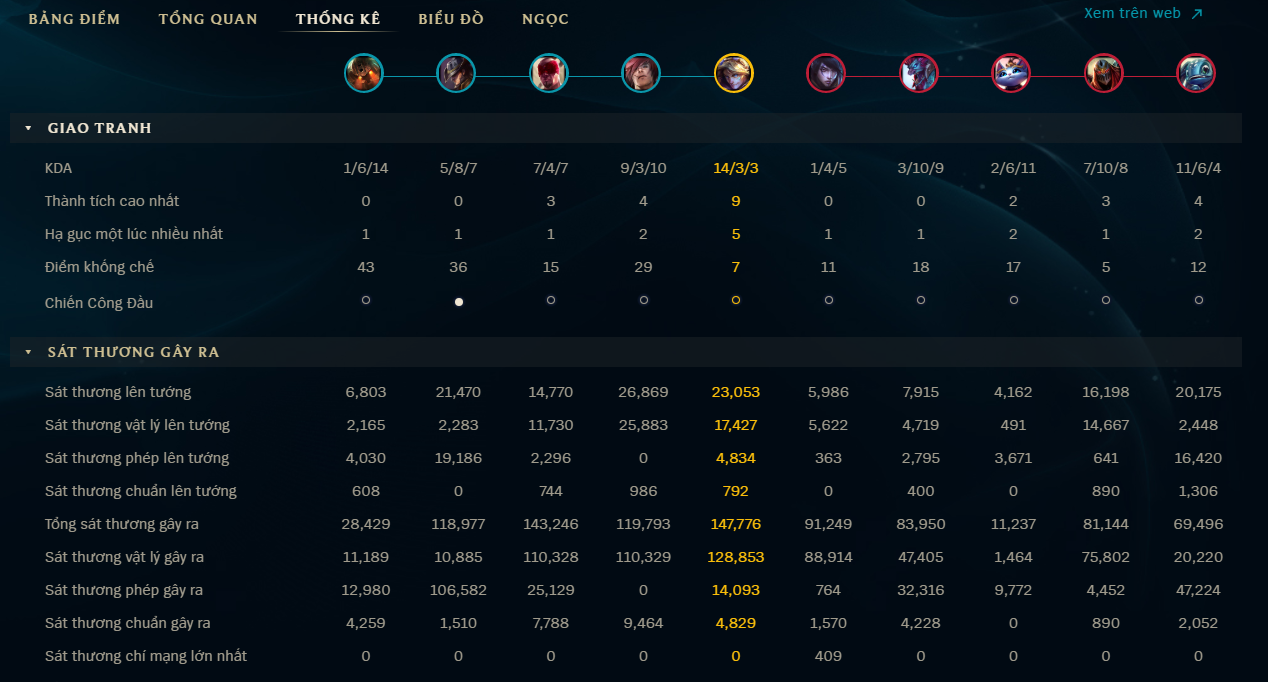 BẢNG ĐIỂM TỔNG QUAN THỐNG KÊ BIỂU ĐỒ NGỌC Xem trên web
GIAO TRANH
KDA 1/6/14 5/8/7 7/4/7 9/3/10 14/3/3 1/4/5 3/10/9 2/6/11 7/10/8 11/6/4
Thành tích cao nhất 0 0 3 4 9 0 0 2 3 4
Hạ gục một lúc nhiều nhất 1 1 1 2 5 1 1 2 1 2
Điểm khống chế 43 36 15 29 7 11 18 17 5 12
Chiến Công Đầu
SÁT THƯƠNG GÂY RA
Sát thương lên tướng 6,803 21,470 14,770 26,869 23,053 5,986 7,915 4,162 16,198 20,175
Sát thương vật lý lên tướng 2,165 2,283 11,730 25,883 17,427 5,622 4,719 491 14,667 2,448
Sát thương phép lên tướng 4,030 19,186 2,296 0 4,834 363 2,795 3,671 641 16,420
Sát thương chuẩn lên tướng 608 0 744 986 792 0 400 0 890 1,306
Tổng sát thương gây ra 28,429 118,977 143,246 119,793 147,776 91,249 83,950 11,237 81,144 69,496
Sát thương vật lý gây ra 11,189 10,885 110,328 110,329 128,853 88,914 47,405 1,464 75,802 20,220
Sát thương phép gây ra 12,980 106,582 25,129 0 14,093 764 32,316 9,772 4,452 47,224
Sát thương chuẩn gây ra 4,259 1,510 7,788 9,464 4,829 1,570 4,228 0 890 2,052
Sát thương chí mạng lớn nhất 0 0 0 0 0 409 0 0 0 0